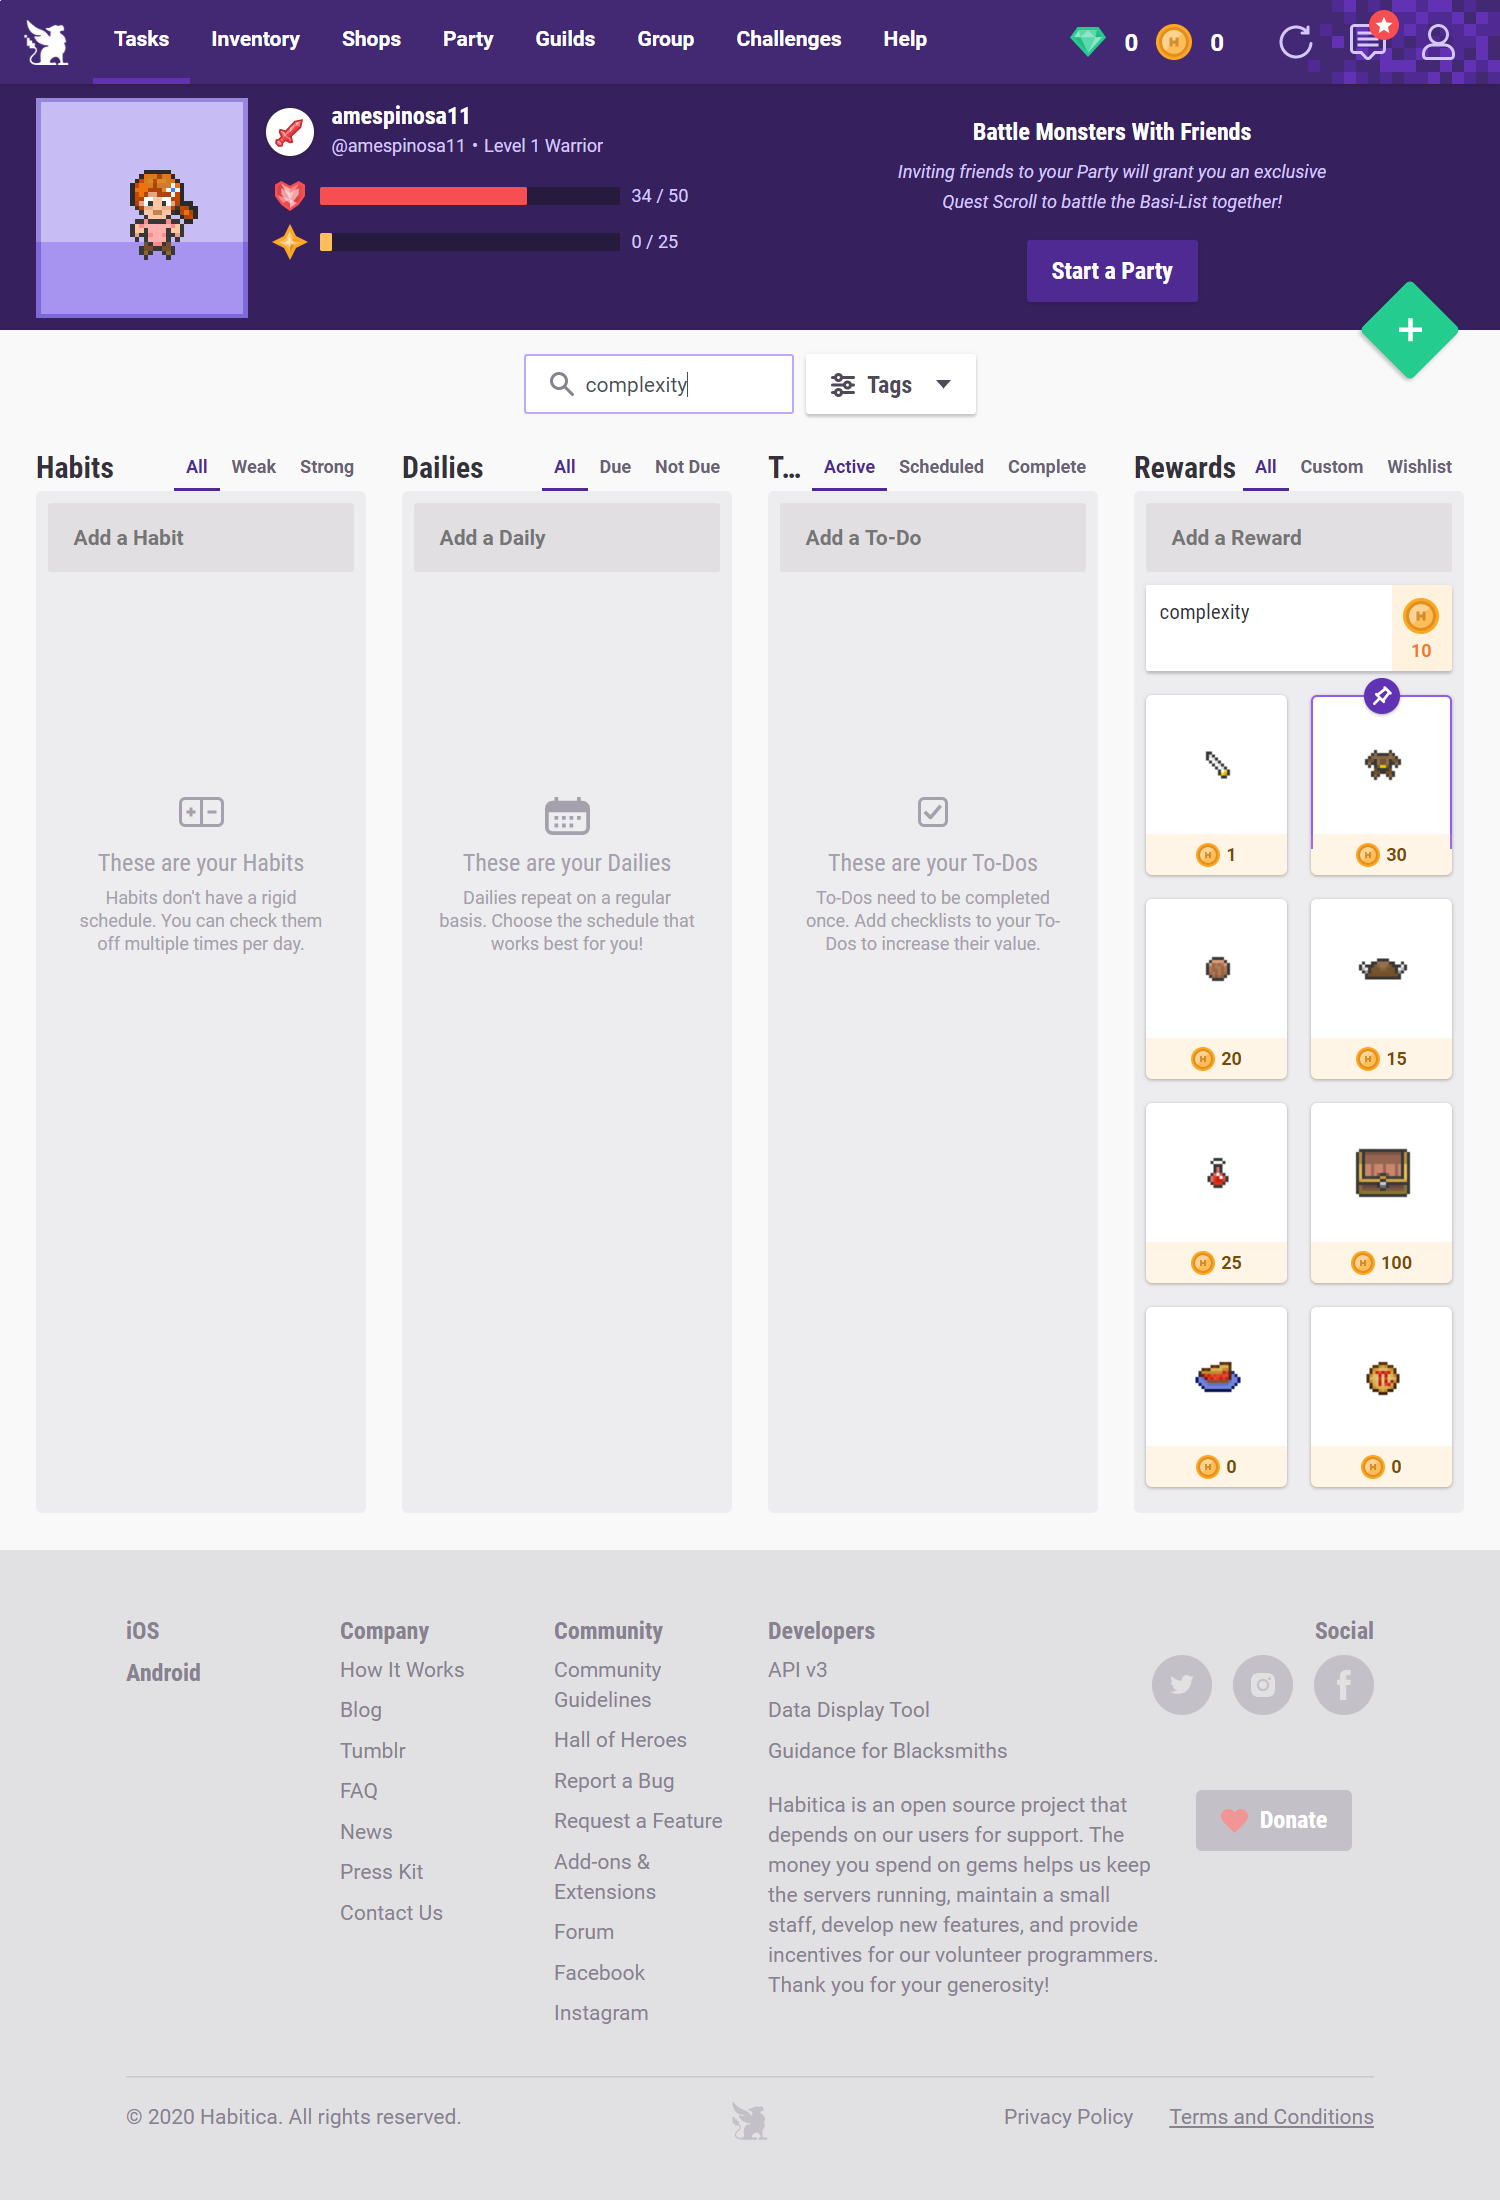 Tasks Inventory Shops Party Guilds Group Challenges Help 0 0
amespinosa11
@amespinosa11 • Level 1 Warrior
34 / 50
0 / 25
Battle Monsters With Friends
Inviting friends to your Party will grant you an exclusive
Quest Scroll to battle the Basi-List together!
Start a Party
complexity
Tags
Habits All Weak Strong
Add a Habit
These are your Habits
Habits don't have a rigid
schedule. You can check them
off multiple times per day.
Dailies All Due Not Due
Add a Daily
These are your Dailies
Dailies repeat on a regular
basis. Choose the schedule that
works best for you!
T... Active Scheduled Complete
Add a To-Do
These are your To-Dos
To-Dos need to be completed
once. Add checklists to your To-
Dos to increase their value.
Rewards All Custom Wishlist
Add a Reward
complexity
10
1 30
20 15
25 100
0 0
iOS
Android
Company
How It Works
Blog
Tumblr
FAQ
News
Press Kit
Contact Us
Community
Community
Guidelines
Hall of Heroes
Report a Bug
Request a Feature
Add-ons &
Extensions
Forum
Facebook
Instagram
Developers
API v3
Data Display Tool
Guidance for Blacksmiths
Habitica is an open source project that
depends on our users for support. The
money you spend on gems helps us keep
the servers running, maintain a small
staff, develop new features, and provide
incentives for our volunteer programmers.
Thank you for your generosity!
Social
Donate
© 2020 Habitica. All rights reserved.
Privacy Policy Terms and Conditions